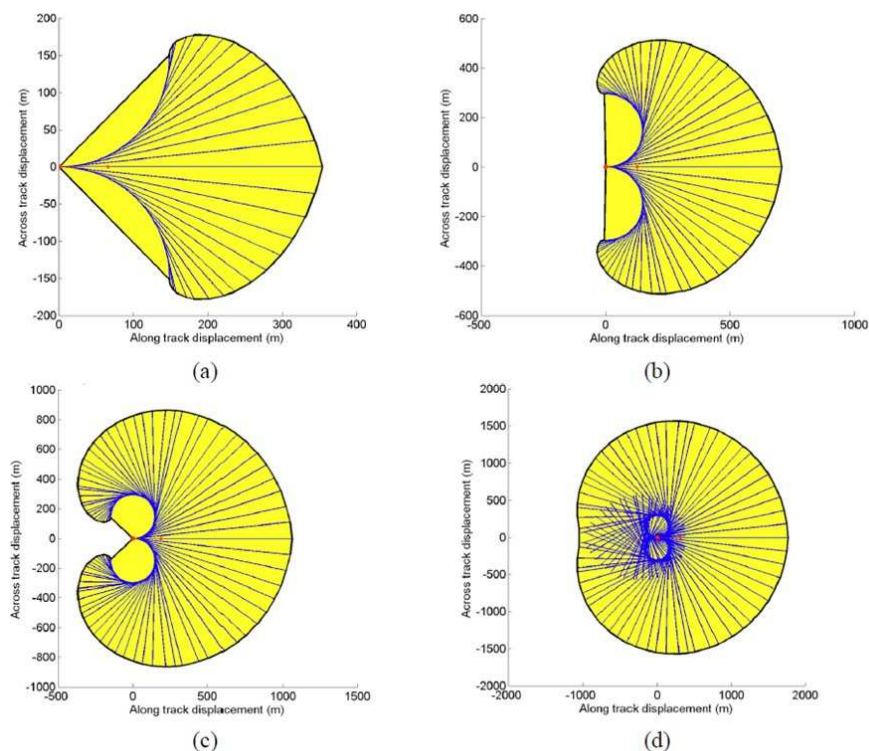 200
150
100
50
0
-50
-100
-150
-200
0 100 200 300 400
Across track displacement (m)
Along track displacement (m)
(a)
600
400
200
0
-200
-400
-600
-500 0 500 1000
Across track displacement (m)
Along track displacement (m)
(b)
1000
800
600
400
200
0
-200
-400
-600
-800
-1000
-500 0 500 1000 1500
Across track displacement (m)
Along track displacement (m)
(c)
2000
1500
1000
500
0
-500
-1000
-1500
-2000
-2000 -1000 0 1000 2000
Across track displacement (m)
Along track displacement (m)
(d)